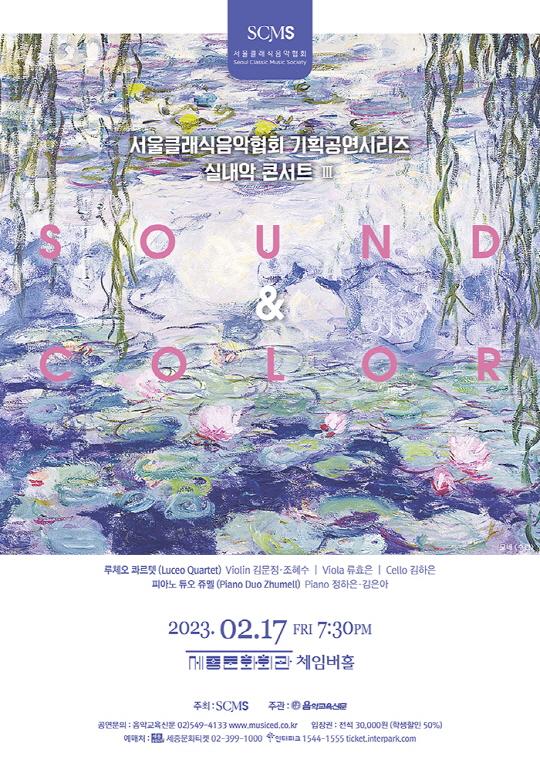 SCMS
서울클래식음악협회
Seoul Classic Music Society
서울클래식음악협회 기획공연시리즈
실내악 콘서트 Ⅲ
SOUND
&
COLOR
루체오 콰르텟 (Luceo Quartet) Violin 김문정·조혜수 | Viola 류효은 | Cello 김하은
피아노 듀오 쥬멜 (Piano Duo Zhumell) Piano 정하은·김은아
2023. 02.17 FRI 7:30PM
세종문화회관 체임버홀
주최 : SCMS 주관 : 음악교육신문
공연문의 : 음악교육신문 02)549-4133 www.musiced.co.kr 입장권 : 전석 30,000원 (학생할인 50%)
예매처 : 세종문화티켓 02-399-1000 인터파크 1544-1555 ticket.interpark.com